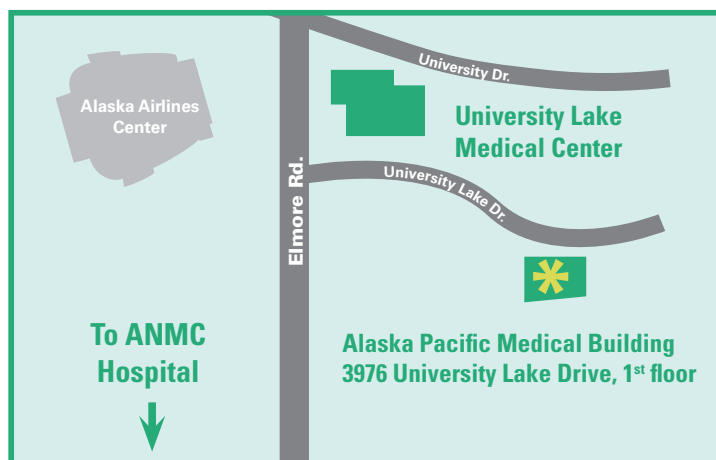 University Dr.
Alaska Airlines
Center
University Lake
Medical Center
University Lake Dr.
Elmore Rd.
To ANMC
Hospital
Alaska Pacific Medical Building
3976 University Lake Drive, 1st floor